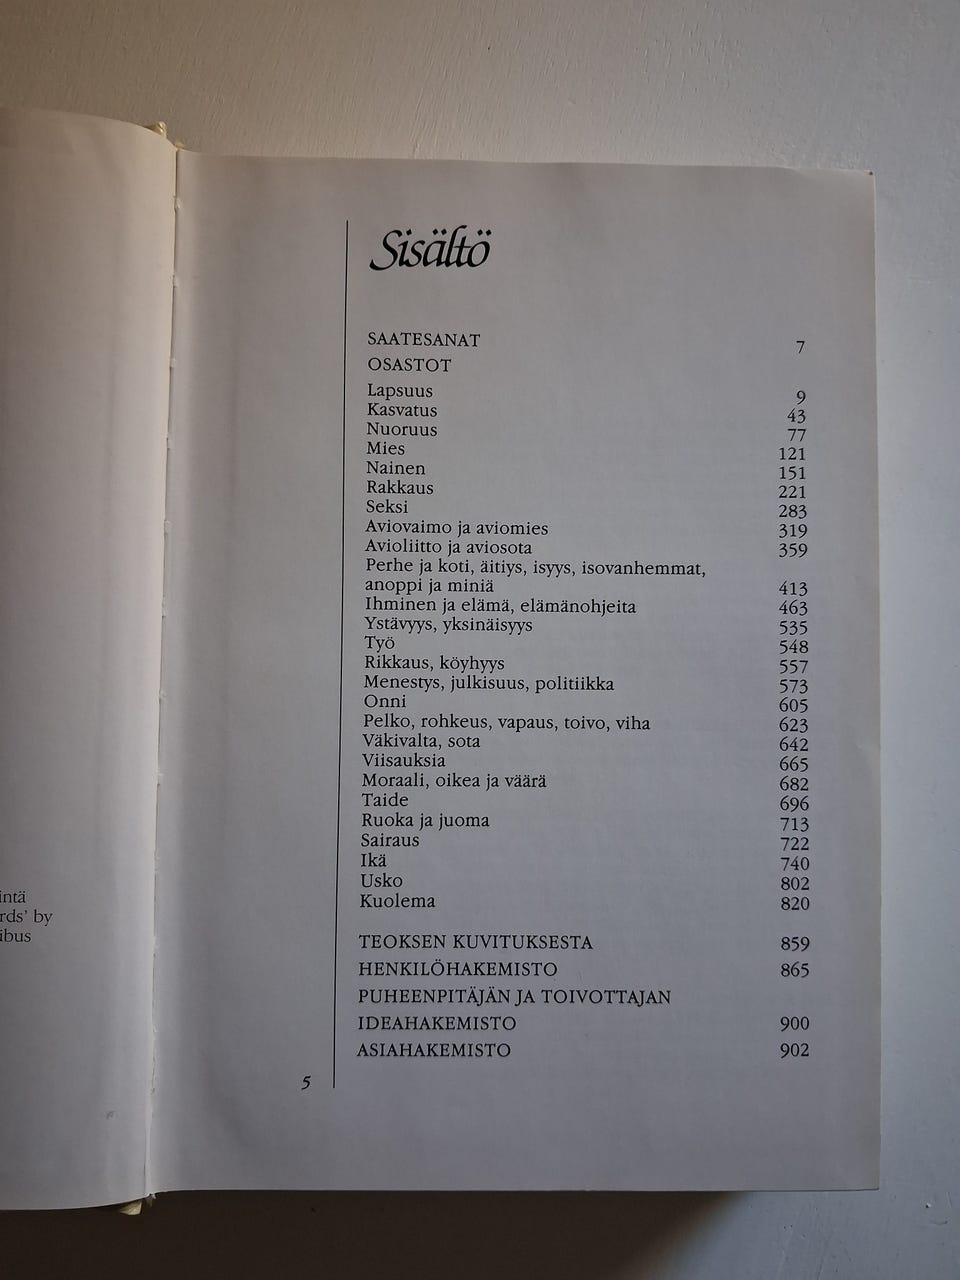 intä
rds' by
ibus
Sisältö
SAATESANAT 7
OSASTOT
Lapsuus 9
Kasvatus 43
Nuoruus 77
Mies 121
Nainen 151
Rakkaus 221
Seksi 283
Aviovaimo ja aviomies 319
Avioliitto ja aviosota 359
Perhe ja koti, äitiys, isyys, isovanhemmat,
anoppi ja miniä 413
Ihminen ja elämä, elämänohjeita 463
Ystävyys, yksinäisyys 535
Työ 548
Rikkaus, köyhyys 557
Menestys, julkisuus, politiikka 573
Onni 605
Pelko, rohkeus, vapaus, toivo, viha 623
Väkivalta, sota 642
Viisauksia 665
Moraali, oikea ja väärä 682
Taide 696
Ruoka ja juoma 713
Sairaus 722
Ikä 740
Usko 802
Kuolema 820
TEOKSEN KUVITUKSESTA 859
HENKILÖHAKEMISTO 865
PUHEENPITÄJÄN JA TOIVOTTAJAN
IDEAHAKEMISTO 900
ASIAHAKEMISTO 902
5